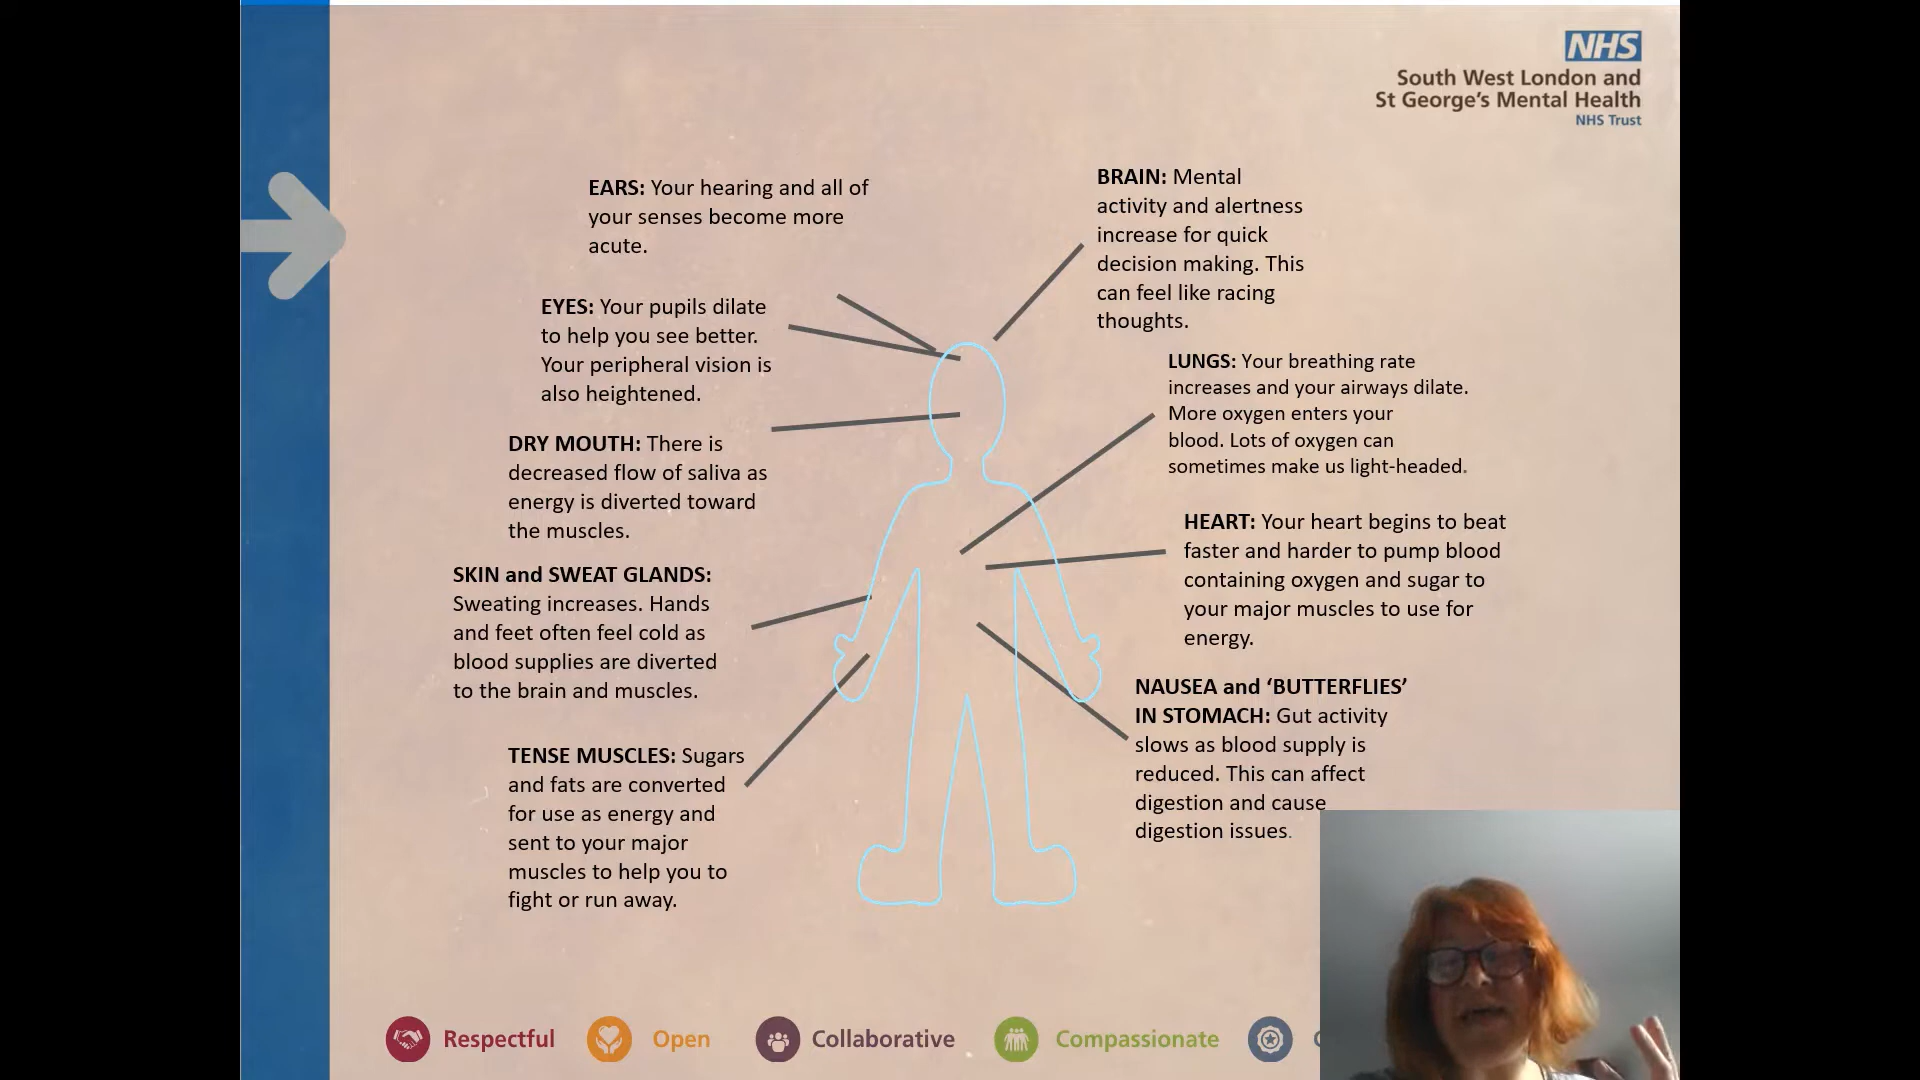 NHS
South West London and
St George's Mental Health
NHS Trust
EARS: Your hearing and all of
your senses become more
acute.
EYES: Your pupils dilate
to help you see better.
Your peripheral vision is
also heightened.
DRY MOUTH: There is
decreased flow of saliva as
energy is diverted toward
the muscles.
SKIN and SWEAT GLANDS:
Sweating increases. Hands
and feet often feel cold as
blood supplies are diverted
to the brain and muscles.
TENSE MUSCLES: Sugars
and fats are converted
for use as energy and
sent to your major
muscles to help you to
fight or run away.
BRAIN: Mental
activity and alertness
increase for quick
decision making. This
can feel like racing
thoughts.
LUNGS: Your breathing rate
increases and your airways dilate.
More oxygen enters your
blood. Lots of oxygen can
sometimes make us light-headed.
HEART: Your heart begins to beat
faster and harder to pump blood
containing oxygen and sugar to
your major muscles to use for
energy.
NAUSEA and ‘BUTTERFLIES’
IN STOMACH: Gut activity
slows as blood supply is
reduced. This can affect
digestion and cause
digestion issues.
Respectful Open Collaborative Compassionate